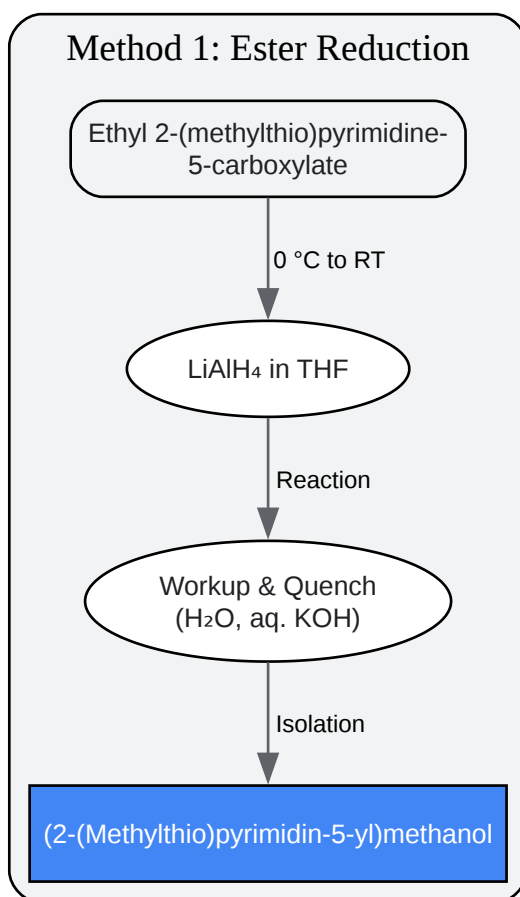 Method 1: Ester Reduction
Ethyl 2-(methylthio)pyrimidine-
5-carboxylate
0 °C to RT
LiAlH₄ in THF
Reaction
Workup & Quench
(H₂O, aq. KOH)
Isolation
(2-(Methylthio)pyrimidin-5-yl)methanol